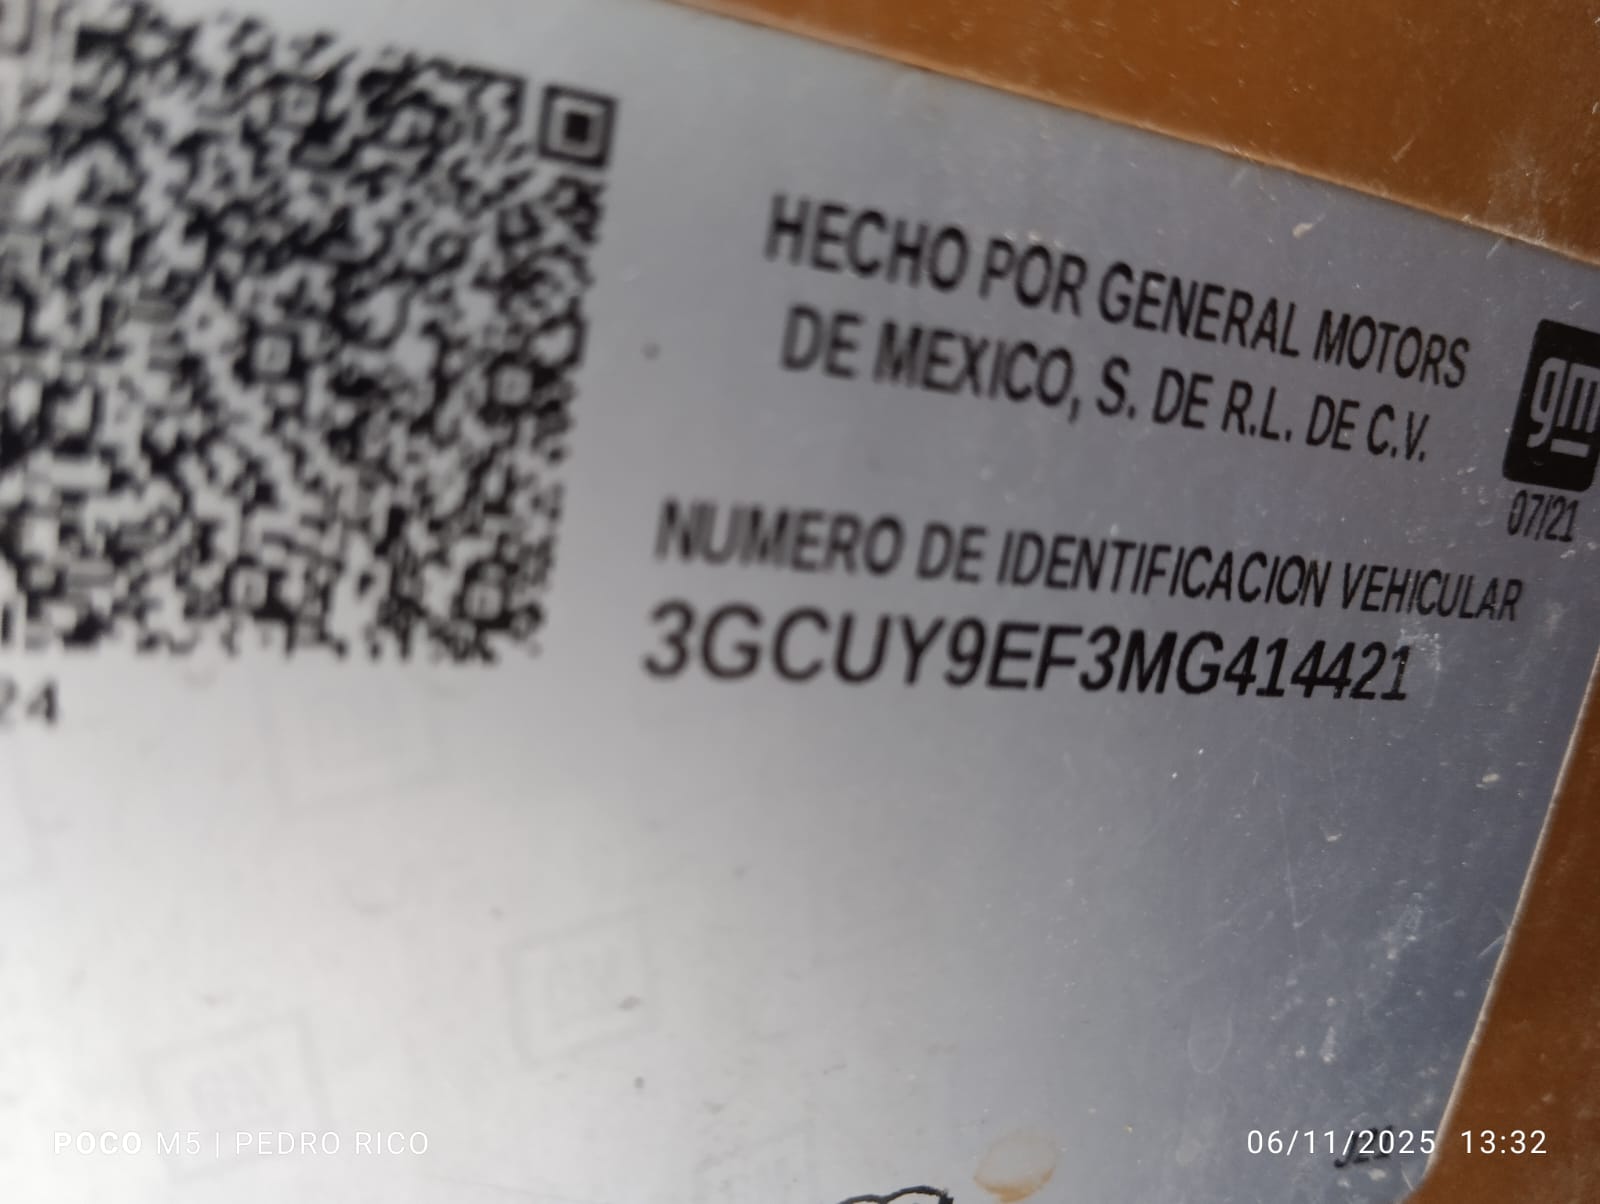 HECHO POR GENERAL MOTORS
DE MEXICO, S. DE R.L. DE C.V.
gm
07/21
NUMERO DE IDENTIFICACION VEHICULAR
3GCUY9EF3MG414421
24
POCO M5 | PEDRO RICO
06/11/2025 13:32